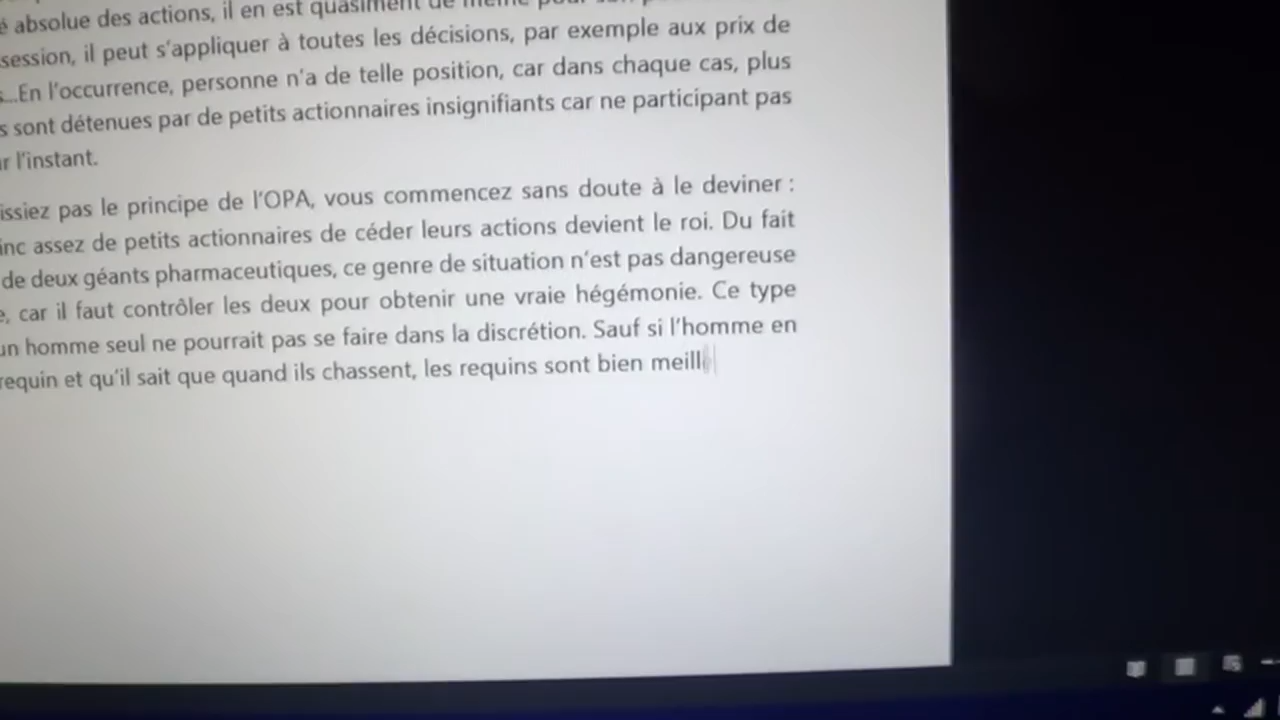 é absolue des actions, il en est quasiment de même pour son
session, il peut s'appliquer à toutes les décisions, par exemple aux prix de
s...En l'occurrence, personne n'a de telle position, car dans chaque cas, plus
s sont détenues par de petits actionnaires insignifiants car ne participant pas
ur l'instant.
issiez pas le principe de l'OPA, vous commencez sans doute à le deviner :
inc assez de petits actionnaires de céder leurs actions devient le roi. Du fait
de deux géants pharmaceutiques, ce genre de situation n'est pas dangereuse
e, car il faut contrôler les deux pour obtenir une vraie hégémonie. Ce type
un homme seul ne pourrait pas se faire dans la discrétion. Sauf si l'homme en
requin et qu'il sait que quand ils chassent, les requins sont bien meill